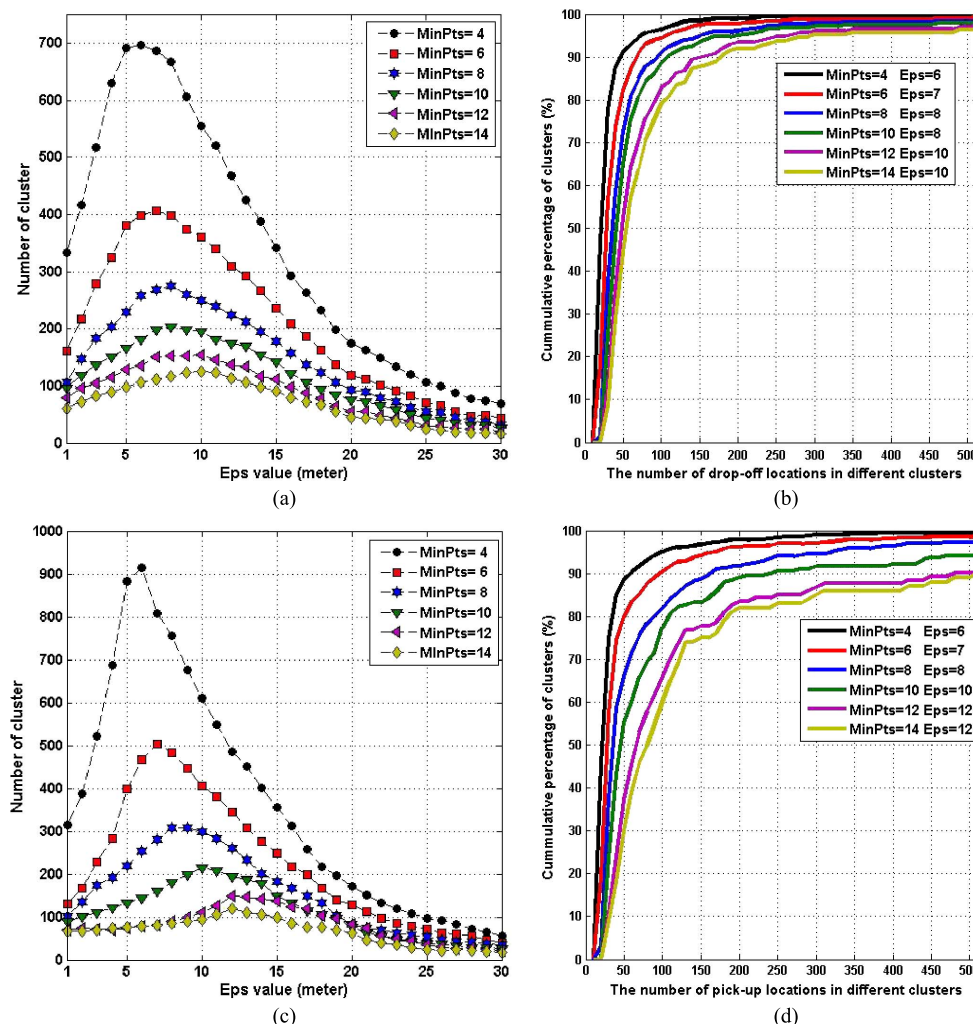 700
600
500
400
300
200
100
0
Number of cluster
1 5 10 15 20 25 30
Eps value (meter)
MinPts= 4
MinPts= 6
MinPts= 8
MinPts=10
MinPts=12
MInPts=14
(a)
100
90
80
70
60
50
40
30
20
10
0
Cummulative percentage of clusters (%)
0 50 100 150 200 250 300 350 400 450 500
The number of drop-off locations in different clusters
MinPts=4 Eps=6
MinPts=6 Eps=7
MinPts=8 Eps=8
MinPts=10 Eps=8
MinPts=12 Eps=10
MinPts=14 Eps=10
(b)
1000
900
800
700
600
500
400
300
200
100
0
Number of cluster
1 5 10 15 20 25 30
Eps value (meter)
MinPts= 4
MinPts= 6
MinPts= 8
MinPts=10
MinPts=12
MInPts=14
(c)
100
90
80
70
60
50
40
30
20
10
0
Cummulative percentage of clusters (%)
0 50 100 150 200 250 300 350 400 450 500
The number of pick-up locations in different clusters
MinPts=4 Eps=6
MinPts=6 Eps=7
MinPts=8 Eps=8
MinPts=10 Eps=10
MinPts=12 Eps=12
MinPts=14 Eps=12
(d)